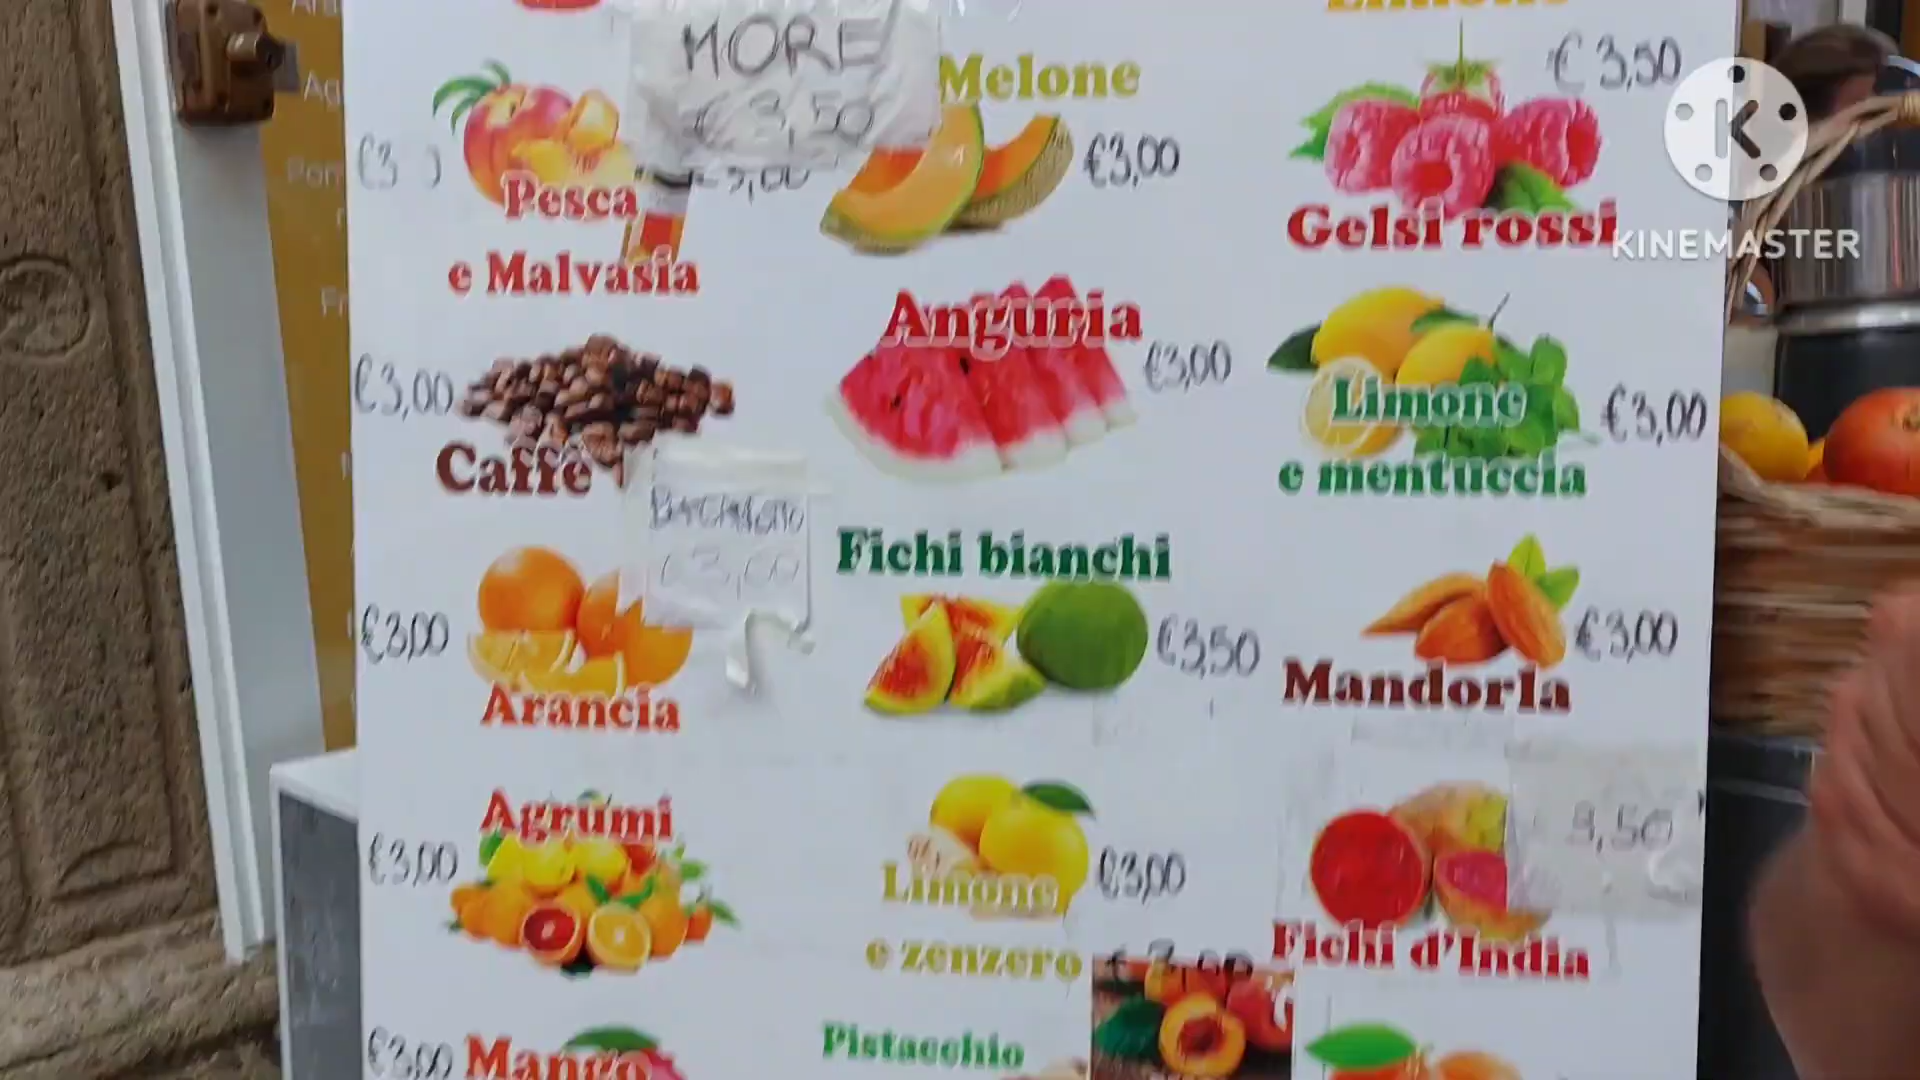 MORE
€3,50
Melone
€3,00
€3,50
Gelsi rossi
KINEMASTER
Pesca
e Malvasia
Anguria
€3,00
€3,00
Caffè
Limone
e mentuccia
€3,00
Fichi bianchi
€3,50
€3,00
Arancia
€3,00
Mandorla
Agrumi
€3,00
Limone
e zenzero
€3,00
3,50
Fichi d'India
€3,00
Mango
Pistacchio